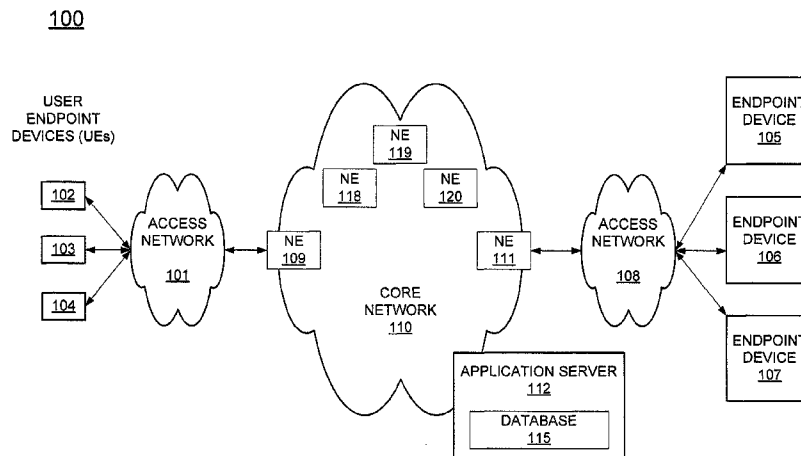 100
USER
ENDPOINT
DEVICES (UEs)
102
103
104
ACCESS
NETWORK
101
NE
109
NE
118
NE
119
NE
120
NE
111
CORE
NETWORK
110
APPLICATION SERVER
112
DATABASE
115
ACCESS
NETWORK
108
ENDPOINT
DEVICE
105
ENDPOINT
DEVICE
106
ENDPOINT
DEVICE
107